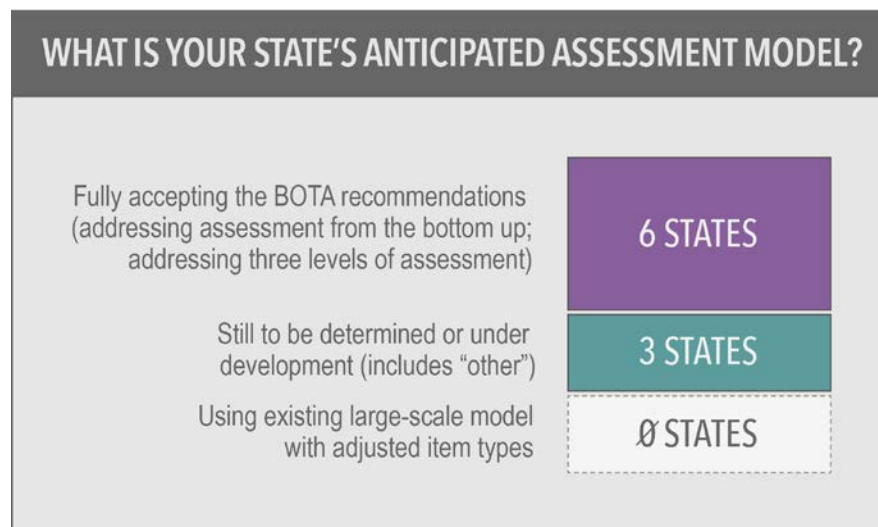 WHAT IS YOUR STATE'S ANTICIPATED ASSESSMENT MODEL?
Fully accepting the BOTA recommendations
(addressing assessment from the bottom up;
addressing three levels of assessment)
6 STATES
Still to be determined or under
development (includes “other”)
3 STATES
Using existing large-scale model
with adjusted item types
Ø STATES